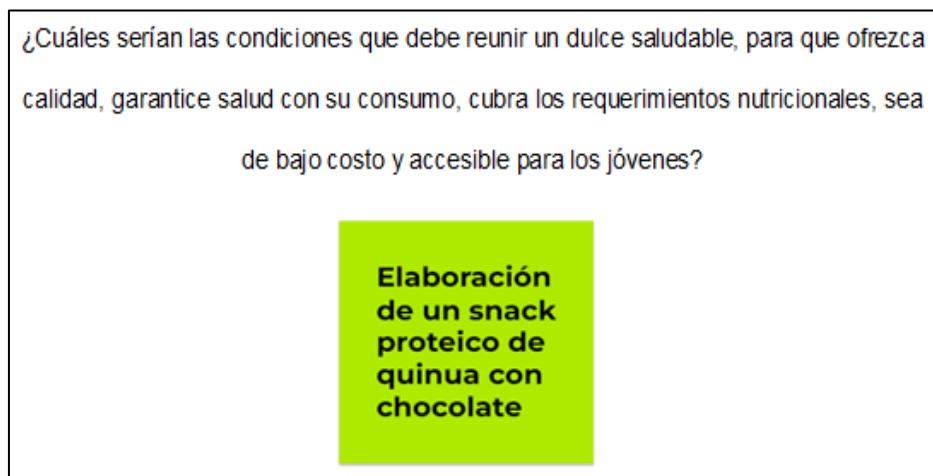 ¿Cuáles serían las condiciones que debe reunir un dulce saludable, para que ofrezca
calidad, garantice salud con su consumo, cubra los requerimientos nutricionales, sea
de bajo costo y accesible para los jóvenes?
Elaboración
de un snack
proteico de
quinua con
chocolate